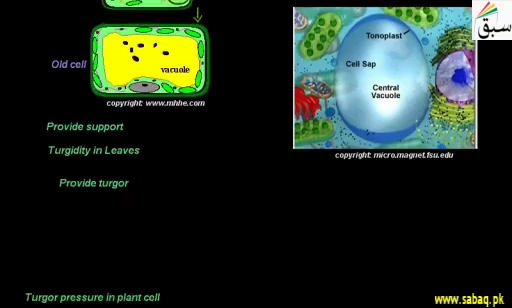 Old cell
vacuole
copyright: www.mhhe.com
Tonoplast
Cell Sap
Central
Vacuole
copyright: micro.magnet.fsu.edu
سبق
Provide support
Turgidity in Leaves
Provide turgor
Turgor pressure in plant cell
www.sabaq.pk